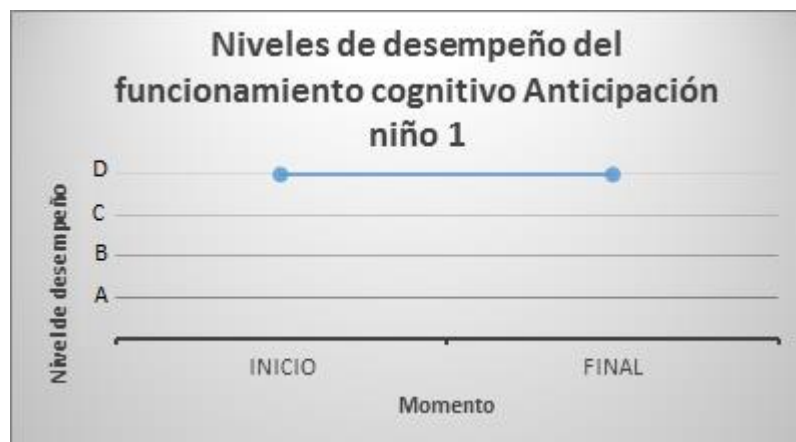 Niveles de desempeño del
funcionamiento cognitivo Anticipación
niño 1
Nivel de desempeño
D
C
B
A
INICIO
FINAL
Momento